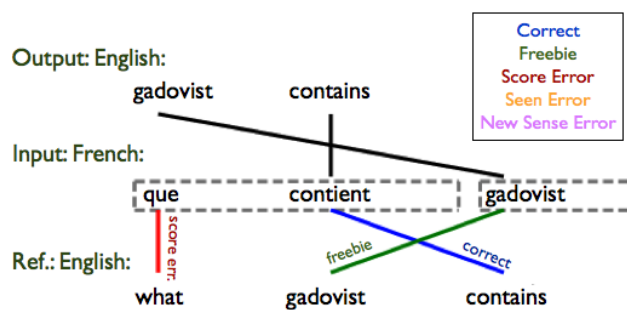 Correct
Freebie
Score Error
Seen Error
New Sense Error
Output: English:
gadovist contains
Input: French:
que contient gadovist
score err.
freebie
correct
Ref.: English:
what gadovist contains